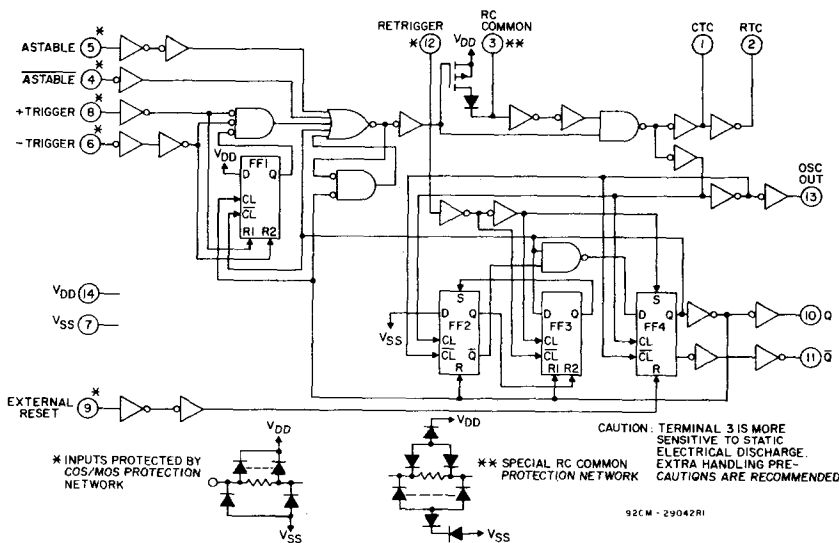 RETRIGGER
* 12
RC
COMMON
3 **
CTC
1
RTC
2
ASTABLE 5 *
VDD
ASTABLE 4 *
+TRIGGER 8 *
-TRIGGER 6 *
VDD
FF1
D Q
CL
CL
R1 R2
OSC
OUT
13
VDD 14
VSS 7
S
D Q
FF2
CL
CL Q
R
VSS
D Q
FF3
CL
CL
R1 R2
S
D Q
FF4
CL
CL
R
10 Q
11 Q
EXTERNAL
RESET 9 *
VDD
* INPUTS PROTECTED BY
COS/MOS PROTECTION
NETWORK
VSS
VDD
** SPECIAL RC COMMON
PROTECTION NETWORK
VSS
CAUTION: TERMINAL 3 IS MORE
SENSITIVE TO STATIC
ELECTRICAL DISCHARGE.
EXTRA HANDLING PRE-
CAUTIONS ARE RECOMMENDED
92CM-29042R1